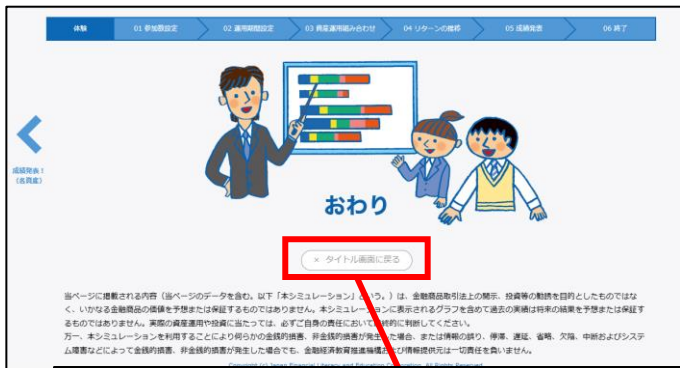 体験
01 参加者設定
02 運用期間設定
03 資産運用組み合わせ
04 リターンの推移
05 成績発表
06 終了
成績発表！
（各資産）
おわり
× タイトル画面に戻る
当ページに掲載される内容（当ページのデータを含む。以下「本シミュレーション」という。）は、金融商品取引法上の開示、投資等の勧誘を目的としたものではな
く、いかなる金融商品の価値を予想または保証するものではありません。本シミュレーションに表示されるグラフを含めて過去の実績は将来の結果を予想または保証す
るものではありません。実際の資産運用や投資に当たっては、必ずご自身の責任において最終的に判断してください。
万一、本シミュレーションを利用することにより何らかの金銭的損害、非金銭的損害が発生した場合、または情報の誤り、停滞、遅延、省略、欠陥、中断およびシステ
ム障害などによって金銭的損害、非金銭的損害が発生した場合でも、金融経済教育推進機構および情報提供元は一切責任を負いません。
Copyright (c) Japan Financial Literacy and Education Corporation. All Rights Reserved.